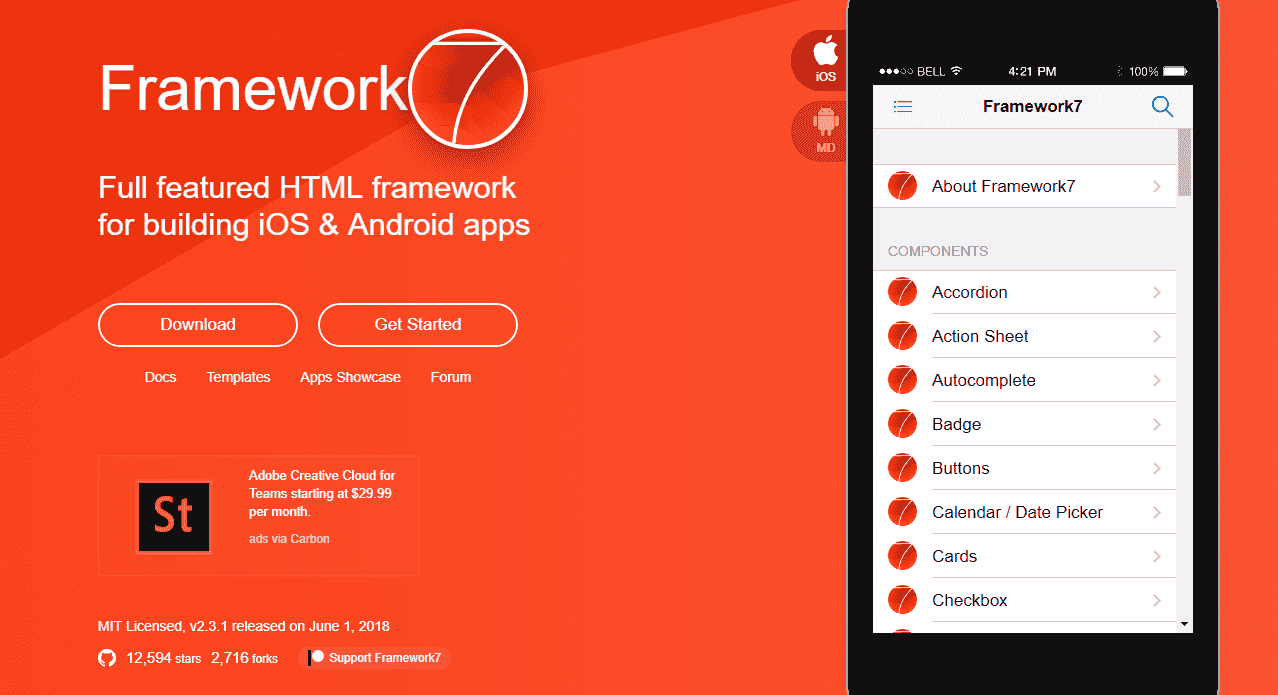 Framework7
Full featured HTML framework
for building iOS & Android apps
Download
Get Started
Docs
Templates
Apps Showcase
Forum
St
Adobe Creative Cloud for
Teams starting at $29.99
per month.
ads via Carbon
MIT Licensed, v2.3.1 released on June 1, 2018
12,594 stars 2,716 forks
Support Framework7
iOS
MD
BELL
4:21 PM
100%
Framework7
About Framework7
COMPONENTS
Accordion
Action Sheet
Autocomplete
Badge
Buttons
Calendar / Date Picker
Cards
Checkbox